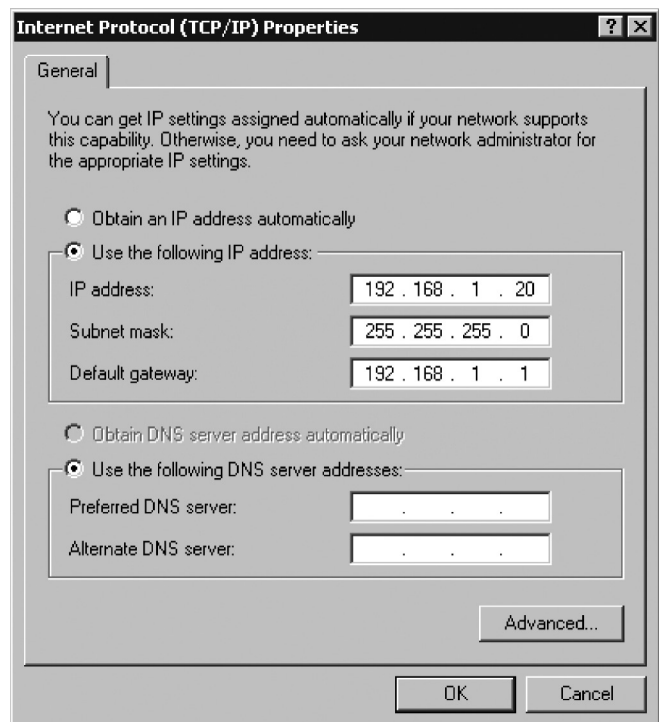 Internet Protocol (TCP/IP) Properties
General
You can get IP settings assigned automatically if your network supports
this capability. Otherwise, you need to ask your network administrator for
the appropriate IP settings.
Obtain an IP address automatically
Use the following IP address:
IP address: 192 . 168 . 1 . 20
Subnet mask: 255 . 255 . 255 . 0
Default gateway: 192 . 168 . 1 . 1
Obtain DNS server address automatically
Use the following DNS server addresses:
Preferred DNS server: . . .
Alternate DNS server: . . .
Advanced...
OK Cancel